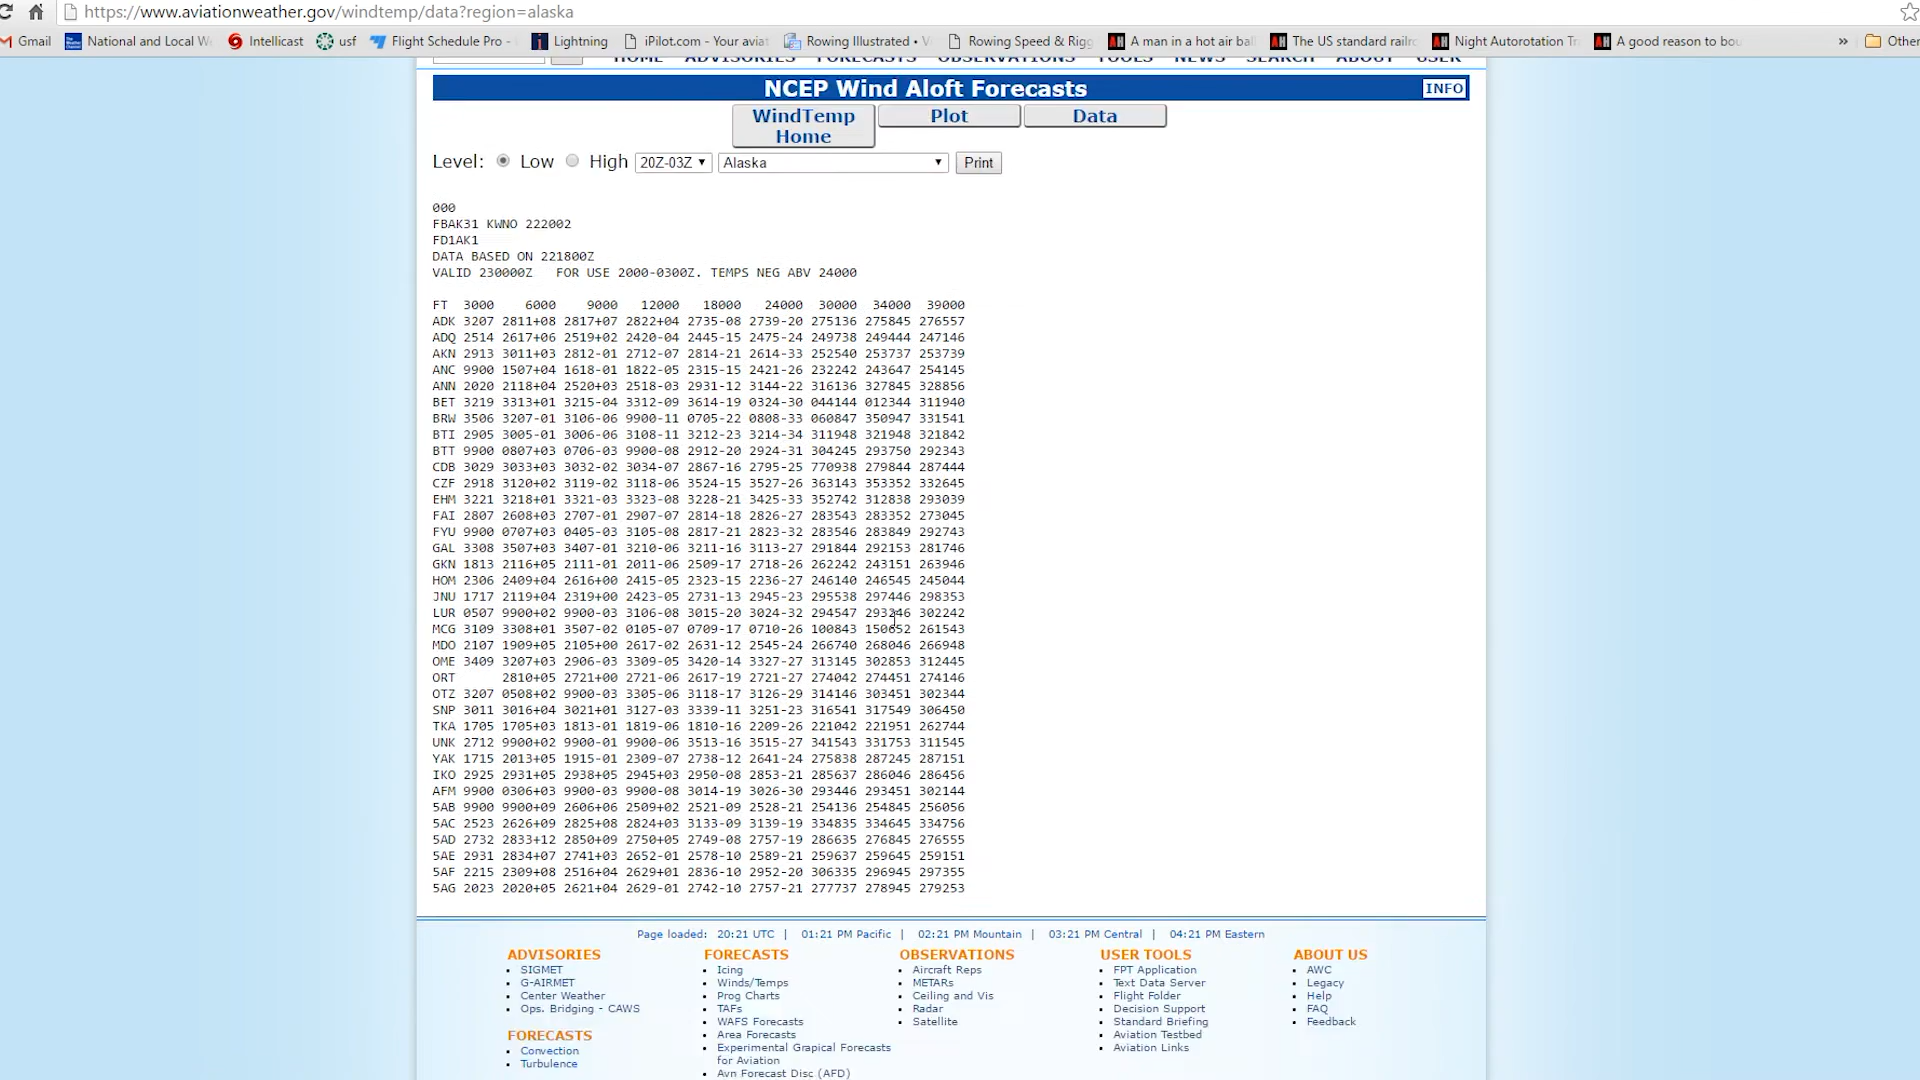 https://www.aviationweather.gov/windtemp/data?region=alaska
Gmail National and Local W Intellicast usf Flight Schedule Pro - Lightning iPilot.com - Your aviat Rowing Illustrated • V Rowing Speed & Rigg A man in a hot air bal The US standard railro Night Autorotation Tr A good reason to bou » Other
HOME ADVISORIES FORECASTS OBSERVATIONS TOOLS NEWS SEARCH ABOUT USER
NCEP Wind Aloft Forecasts INFO
WindTemp Home Plot Data
Level: Low High 20Z-03Z Alaska Print
000
FBAK31 KWNO 222002
FD1AK1
DATA BASED ON 221800Z
VALID 230000Z FOR USE 2000-0300Z. TEMPS NEG ABV 24000
FT 3000 6000 9000 12000 18000 24000 30000 34000 39000
ADK 3207 2811+08 2817+07 2822+04 2735-08 2739-20 275136 275845 276557
ADQ 2514 2617+06 2519+02 2420-04 2445-15 2475-24 249738 249444 247146
AKN 2913 3011+03 2812-01 2712-07 2814-21 2614-33 252540 253737 253739
ANC 9900 1507+04 1618-01 1822-05 2315-15 2421-26 232242 243647 254145
ANN 2020 2118+04 2520+03 2518-03 2931-12 3144-22 316136 327845 328856
BET 3219 3313+01 3215-04 3312-09 3614-19 0324-30 044144 012344 311940
BRW 3506 3207-01 3106-06 9900-11 0705-22 0808-33 060847 350947 331541
BTI 2905 3005-01 3006-06 3108-11 3212-23 3214-34 311948 321948 321842
BTT 9900 0807+03 0706-03 9900-08 2912-20 2924-31 304245 293750 292343
CDB 3029 3033+03 3032-02 3034-07 2867-16 2795-25 770938 279844 287444
CZF 2918 3120+02 3119-02 3118-06 3524-15 3527-26 363143 353352 332645
EHM 3221 3218+01 3321-03 3323-08 3228-21 3425-33 352742 312838 293039
FAI 2807 2608+03 2707-01 2907-07 2814-18 2826-27 283543 283352 273045
FYU 9900 0707+03 0405-03 3105-08 2817-21 2823-32 283546 283849 292743
GAL 3308 3507+03 3407-01 3210-06 3211-16 3113-27 291844 292153 281746
GKN 1813 2116+05 2111-01 2011-06 2509-17 2718-26 262242 243151 263946
HOM 2306 2409+04 2616+00 2415-05 2323-15 2236-27 246140 246545 245044
JNU 1717 2119+04 2319+00 2423-05 2731-13 2945-23 295538 297446 298353
LUR 0507 9900+02 9900-03 3106-08 3015-20 3024-32 294547 293246 302242
MCG 3109 3308+01 3507-02 0105-07 0709-17 0710-26 100843 150652 261543
MDO 2107 1909+05 2105+00 2617-02 2631-12 2545-24 266740 268046 266948
OME 3409 3207+03 2906-03 3309-05 3420-14 3327-27 313145 302853 312445
ORT 2810+05 2721+00 2721-06 2617-19 2721-27 274042 274451 274146
OTZ 3207 0508+02 9900-03 3305-06 3118-17 3126-29 314146 303451 302344
SNP 3011 3016+04 3021+01 3127-03 3339-11 3251-23 316541 317549 306450
TKA 1705 1705+03 1813-01 1819-06 1810-16 2209-26 221042 221951 262744
UNK 2712 9900+02 9900-01 9900-06 3513-16 3515-27 341543 331753 311545
YAK 1715 2013+05 1915-01 2309-07 2738-12 2641-24 275838 287245 287151
IKO 2925 2931+05 2938+05 2945+03 2950-08 2853-21 285637 286046 286456
AFM 9900 0306+03 9900-03 9900-08 3014-19 3026-30 293446 293451 302144
5AB 9900 9900+09 2606+06 2509+02 2521-09 2528-21 254136 254845 256056
5AC 2523 2626+09 2825+08 2824+03 3133-09 3139-19 334835 334645 334756
5AD 2732 2833+12 2850+09 2750+05 2749-08 2757-19 286635 276845 276555
5AE 2931 2834+07 2741+03 2652-01 2578-10 2589-21 259637 259645 259151
5AF 2215 2309+08 2516+04 2629+01 2836-10 2952-20 306335 296945 297355
5AG 2023 2020+05 2621+04 2629-01 2742-10 2757-21 277737 278945 279253
Page loaded: 20:21 UTC | 01:21 PM Pacific | 02:21 PM Mountain | 03:21 PM Central | 04:21 PM Eastern
ADVISORIES
SIGMET
G-AIRMET
Center Weather
Ops. Bridging - CAWS
FORECASTS
Convection
Turbulence
FORECASTS
Icing
Winds/Temps
Prog Charts
TAFs
WAFS Forecasts
Area Forecasts
Experimental Grapical Forecasts
for Aviation
Avn Forecast Disc (AFD)
OBSERVATIONS
Aircraft Reps
METARs
Ceiling and Vis
Radar
Satellite
USER TOOLS
FPT Application
Text Data Server
Flight Folder
Decision Support
Standard Briefing
Aviation Testbed
Aviation Links
ABOUT US
AWC
Legacy
Help
FAQ
Feedback